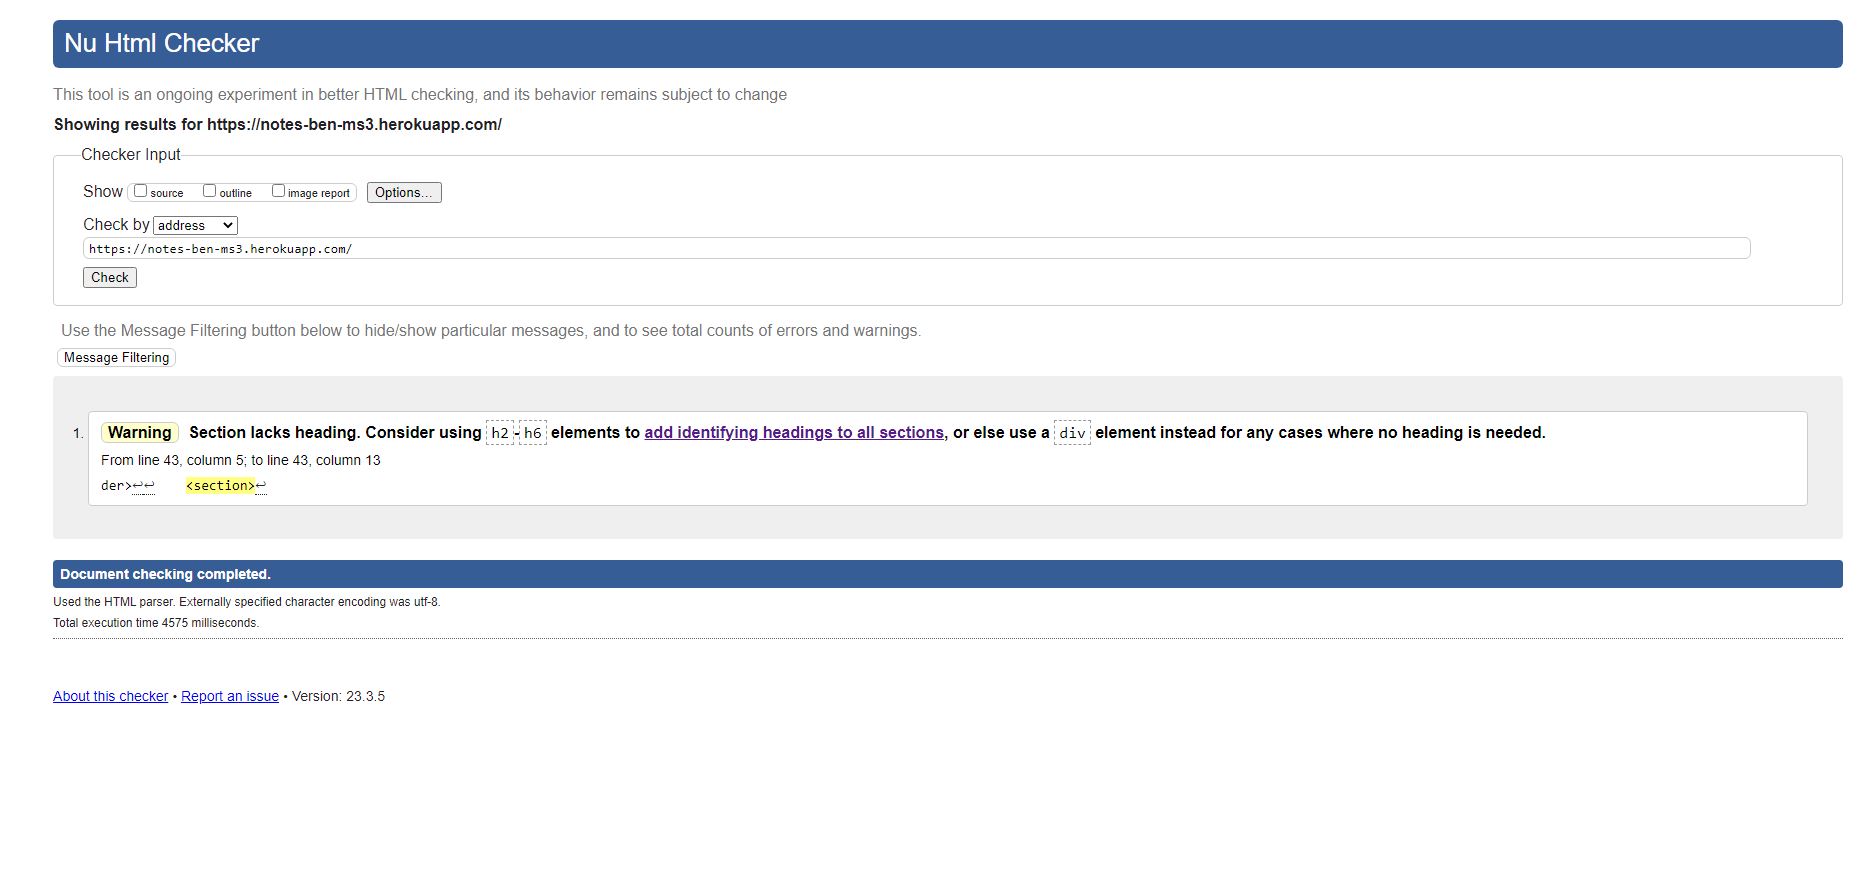 Nu Html Checker
This tool is an ongoing experiment in better HTML checking, and its behavior remains subject to change
Showing results for https://notes-ben-ms3.herokuapp.com/
Checker Input
Show source outline image report Options...
Check by address
https://notes-ben-ms3.herokuapp.com/
Check
Use the Message Filtering button below to hide/show particular messages, and to see total counts of errors and warnings.
Message Filtering
1. Warning Section lacks heading. Consider using h2-h6 elements to add identifying headings to all sections, or else use a div element instead for any cases where no heading is needed.
From line 43, column 5; to line 43, column 13
der>↩↩    <section>↩
Document checking completed.
Used the HTML parser. Externally specified character encoding was utf-8.
Total execution time 4575 milliseconds.
About this checker • Report an issue • Version: 23.3.5